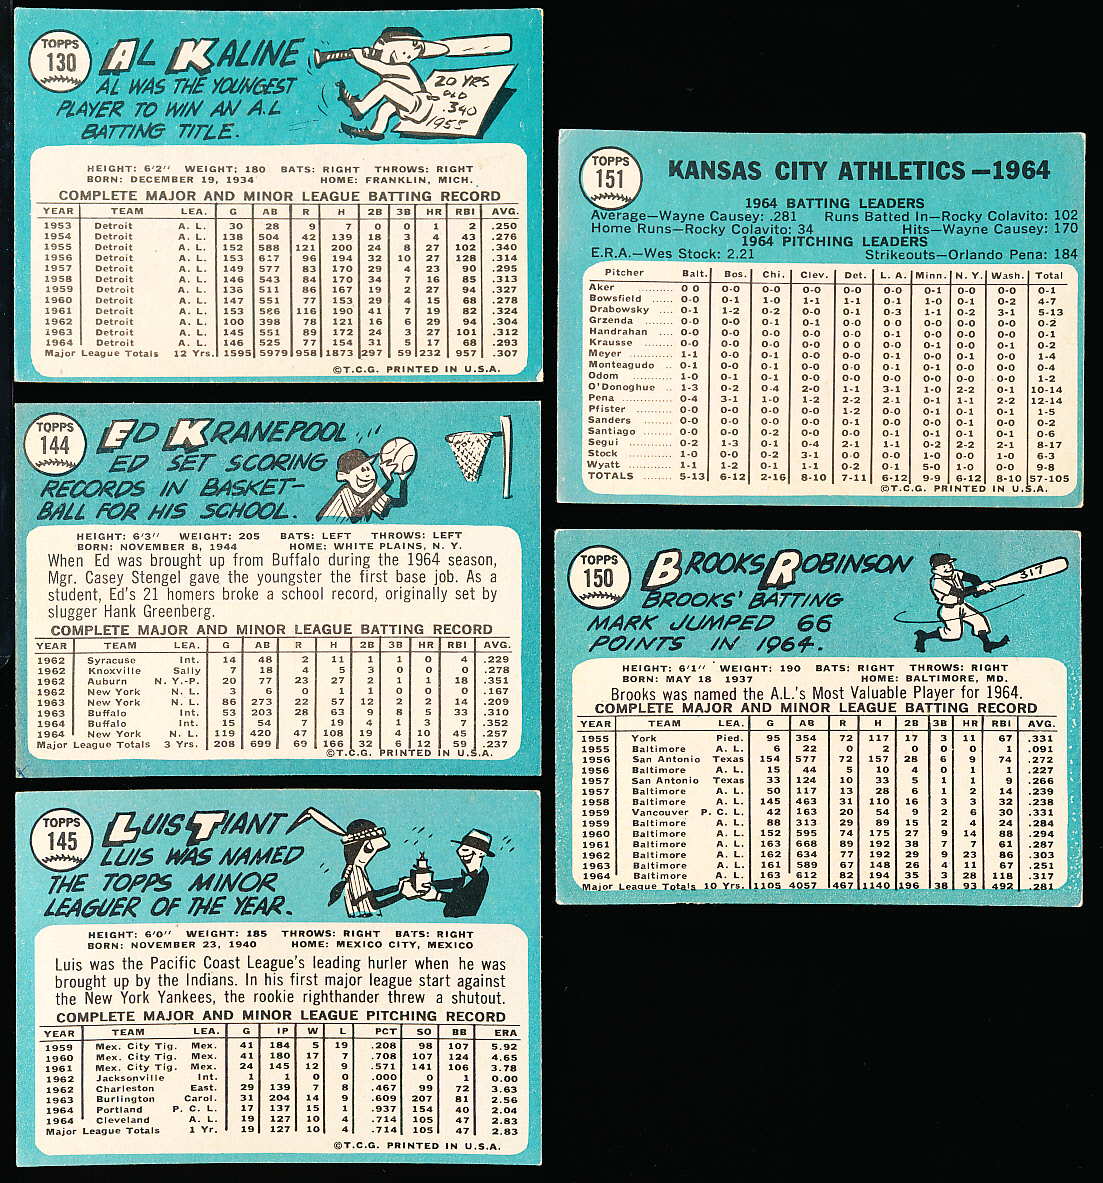 TOPPS
130
AL KALINE
AL WAS THE YOUNGEST
PLAYER TO WIN AN A.L
BATTING TITLE.
20 YRS
OLD
.340
1955
HEIGHT: 6'2" WEIGHT: 180 BATS: RIGHT THROWS: RIGHT
BORN: DECEMBER 19, 1934 HOME: FRANKLIN, MICH.
COMPLETE MAJOR AND MINOR LEAGUE BATTING RECORD
YEAR TEAM LEA. G AB R H 2B 3B HR RBI AVG.
1953 Detroit A. L. 30 28 9 7 0 0 1 2 .250
1954 Detroit A. L. 138 504 42 139 18 3 4 43 .276
1955 Detroit A. L. 152 588 121 200 24 8 27 102 .340
1956 Detroit A. L. 153 617 96 194 32 10 27 128 .314
1957 Detroit A. L. 149 577 83 170 29 4 23 90 .295
1958 Detroit A. L. 146 543 84 170 34 7 16 85 .313
1959 Detroit A. L. 136 511 86 167 19 2 27 94 .327
1960 Detroit A. L. 147 551 77 153 29 4 15 68 .278
1961 Detroit A. L. 153 586 116 190 41 7 19 82 .324
1962 Detroit A. L. 100 398 78 121 16 6 29 94 .304
1963 Detroit A. L. 145 551 89 172 24 3 27 101 .312
1964 Detroit A. L. 146 525 77 154 31 5 17 68 .293
Major League Totals 12 Yrs. 1595 5979 958 1873 297 59 232 957 .307
©T.C.G. PRINTED IN U.S.A.
TOPPS
144
ED KRANEPOOL
ED SET SCORING
RECORDS IN BASKET-
BALL FOR HIS SCHOOL.
HEIGHT: 6'3" WEIGHT: 205 BATS: LEFT THROWS: LEFT
BORN: NOVEMBER 8, 1944 HOME: WHITE PLAINS, N. Y.
When Ed was brought up from Buffalo during the 1964 season,
Mgr. Casey Stengel gave the youngster the first base job. As a
student, Ed's 21 homers broke a school record, originally set by
slugger Hank Greenberg.
COMPLETE MAJOR AND MINOR LEAGUE BATTING RECORD
YEAR TEAM LEA. G AB R H 2B 3B HR RBI AVG.
1962 Syracuse Int. 14 48 2 11 1 1 0 4 .229
1962 Knoxville Sally 7 18 4 5 3 0 0 0 .278
1962 Auburn N. Y.-P. 20 77 23 27 2 1 1 18 .351
1962 New York N. L. 3 6 0 1 1 0 0 0 .167
1963 New York N. L. 86 273 22 57 12 2 2 14 .209
1963 Buffalo Int. 53 203 28 63 9 8 5 33 .310
1964 Buffalo Int. 15 54 7 19 4 1 3 7 .352
1964 New York N. L. 119 420 47 108 19 4 10 45 .257
Major League Totals 3 Yrs. 208 699 69 166 32 6 12 59 .237
©T.C.G. PRINTED IN U.S.A.
TOPPS
145
LUIS TIANT
LUIS WAS NAMED
THE TOPPS MINOR
LEAGUER OF THE YEAR.
HEIGHT: 6'0" WEIGHT: 185 THROWS: RIGHT BATS: RIGHT
BORN: NOVEMBER 23, 1940 HOME: MEXICO CITY, MEXICO
Luis was the Pacific Coast League's leading hurler when he was
brought up by the Indians. In his first major league start against
the New York Yankees, the rookie righthander threw a shutout.
COMPLETE MAJOR AND MINOR LEAGUE PITCHING RECORD
YEAR TEAM LEA. G IP W L PCT SO BB ERA
1959 Mex. City Tig. Mex. 41 184 5 19 .208 98 107 5.92
1960 Mex. City Tig. Mex. 41 180 17 7 .708 107 124 4.65
1961 Mex. City Tig. Mex. 24 145 12 9 .571 141 106 3.78
1962 Jacksonville Int. 1 1 0 0 .000 0 1 0.00
1962 Charleston East. 29 139 7 8 .467 99 72 3.63
1963 Burlington Carol. 31 204 14 9 .609 207 81 2.56
1964 Portland P. C. L. 17 137 15 1 .937 154 40 2.04
1964 Cleveland A. L. 19 127 10 4 .714 105 47 2.83
Major League Totals 1 Yr. 19 127 10 4 .714 105 47 2.83
©T.C.G. PRINTED IN U.S.A.
TOPPS
151
KANSAS CITY ATHLETICS—1964
1964 BATTING LEADERS
Average—Wayne Causey: .281 Runs Batted In—Rocky Colavito: 102
Home Runs—Rocky Colavito: 34 Hits—Wayne Causey: 170
1964 PITCHING LEADERS
E.R.A.—Wes Stock: 2.21 Strikeouts—Orlando Pena: 184
Pitcher Balt. Bos. Chi. Clev. Det. L. A. Minn. N. Y. Wash. Total
Aker 0-0 0-0 0-0 0-0 0-0 0-0 0-1 0-0 0-0 0-1
Bowsfield 0-0 0-1 1-0 1-1 1-1 0-1 1-0 0-1 0-2 4-7
Drabowsky 0-1 1-2 0-2 0-0 0-1 0-3 1-1 0-2 3-1 5-13
Grzenda 0-0 0-1 0-0 0-0 0-0 0-0 0-1 0-0 0-0 0-2
Handrahan 0-0 0-0 0-0 0-0 0-0 0-1 0-0 0-0 0-0 0-1
Krausse 0-0 0-0 0-1 0-0 0-0 0-0 0-1 0-0 0-0 0-2
Meyer 1-1 0-1 0-1 0-0 0-0 0-0 0-1 0-0 0-0 1-4
Monteagudo 0-1 0-1 0-1 0-0 0-0 0-1 0-0 0-0 0-0 0-4
Odom 1-0 0-1 0-1 0-0 0-0 0-0 0-0 0-0 0-0 1-2
O'Donoghue 1-3 0-2 0-4 2-0 1-1 3-1 1-0 2-2 0-1 10-14
Pena 0-4 3-1 1-0 1-2 2-2 2-1 0-1 1-1 2-2 12-14
Pfister 0-0 0-0 0-0 0-0 1-2 0-0 0-1 0-1 0-1 1-5
Sanders 0-0 0-0 0-0 0-0 0-0 0-0 0-1 0-1 0-0 0-2
Santiago 0-0 0-0 0-2 0-0 0-0 0-1 0-1 0-1 0-1 0-6
Segui 0-2 1-3 0-1 0-4 2-1 1-1 0-2 2-2 2-1 8-17
Stock 1-0 0-0 0-2 3-1 0-0 0-0 1-0 0-0 1-0 6-3
Wyatt 1-1 1-2 0-1 1-1 0-2 0-1 5-0 1-0 0-0 9-8
TOTALS 5-13 6-12 2-16 8-10 7-11 6-12 9-9 6-12 8-10 57-105
©T.C.G. PRINTED IN U.S.A.
TOPPS
150
BROOKS ROBINSON
BROOKS' BATTING
MARK JUMPED 66
POINTS IN 1964.
317
HEIGHT: 6'1" WEIGHT: 190 BATS: RIGHT THROWS: RIGHT
BORN: MAY 18 1937 HOME: BALTIMORE, MD.
Brooks was named the A.L.'s Most Valuable Player for 1964.
COMPLETE MAJOR AND MINOR LEAGUE BATTING RECORD
YEAR TEAM LEA. G AB R H 2B 3B HR RBI AVG.
1955 York Pied. 95 354 72 117 17 3 11 67 .331
1955 Baltimore A. L. 6 22 0 2 0 0 0 1 .091
1956 San Antonio Texas 154 577 72 157 28 6 9 74 .272
1956 Baltimore A. L. 15 44 5 10 4 0 1 1 .227
1957 San Antonio Texas 33 124 10 33 5 1 1 9 .266
1957 Baltimore A. L. 50 117 13 28 6 1 2 14 .239
1958 Baltimore A. L. 145 463 31 110 16 3 3 32 .238
1959 Vancouver P. C. L. 42 163 20 54 9 2 6 30 .331
1959 Baltimore A. L. 88 313 29 89 15 2 4 24 .284
1960 Baltimore A. L. 152 595 74 175 27 9 14 88 .294
1961 Baltimore A. L. 163 668 89 192 38 7 7 61 .287
1962 Baltimore A. L. 162 634 77 192 29 9 23 86 .303
1963 Baltimore A. L. 161 589 67 148 26 4 11 67 .251
1964 Baltimore A. L. 163 612 82 194 35 3 28 118 .317
Major League Totals 10 Yrs. 1105 4057 467 1140 196 38 93 492 .281